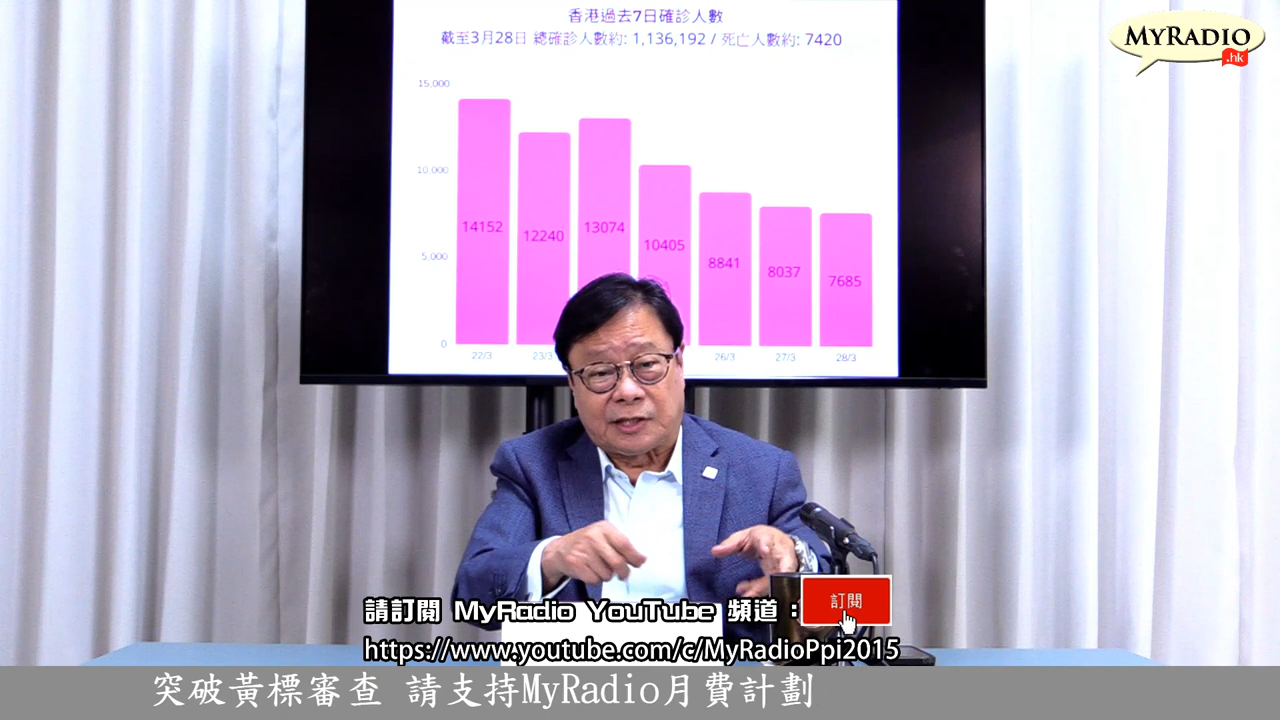 香港過去7日確診人數
截至3月28日 總確診人數約: 1,136,192 / 死亡人數約: 7420
MYRADIO
.hk
15,000
10,000
5,000
0
14152
12240
13074
10405
8841
8037
7685
22/3
23/3
26/3
27/3
28/3
請訂閱 MyRadio YouTube 頻道：
訂閱
https://www.youtube.com/c/MyRadioPpi2015
突破黃標審查 請支持MyRadio月費計劃